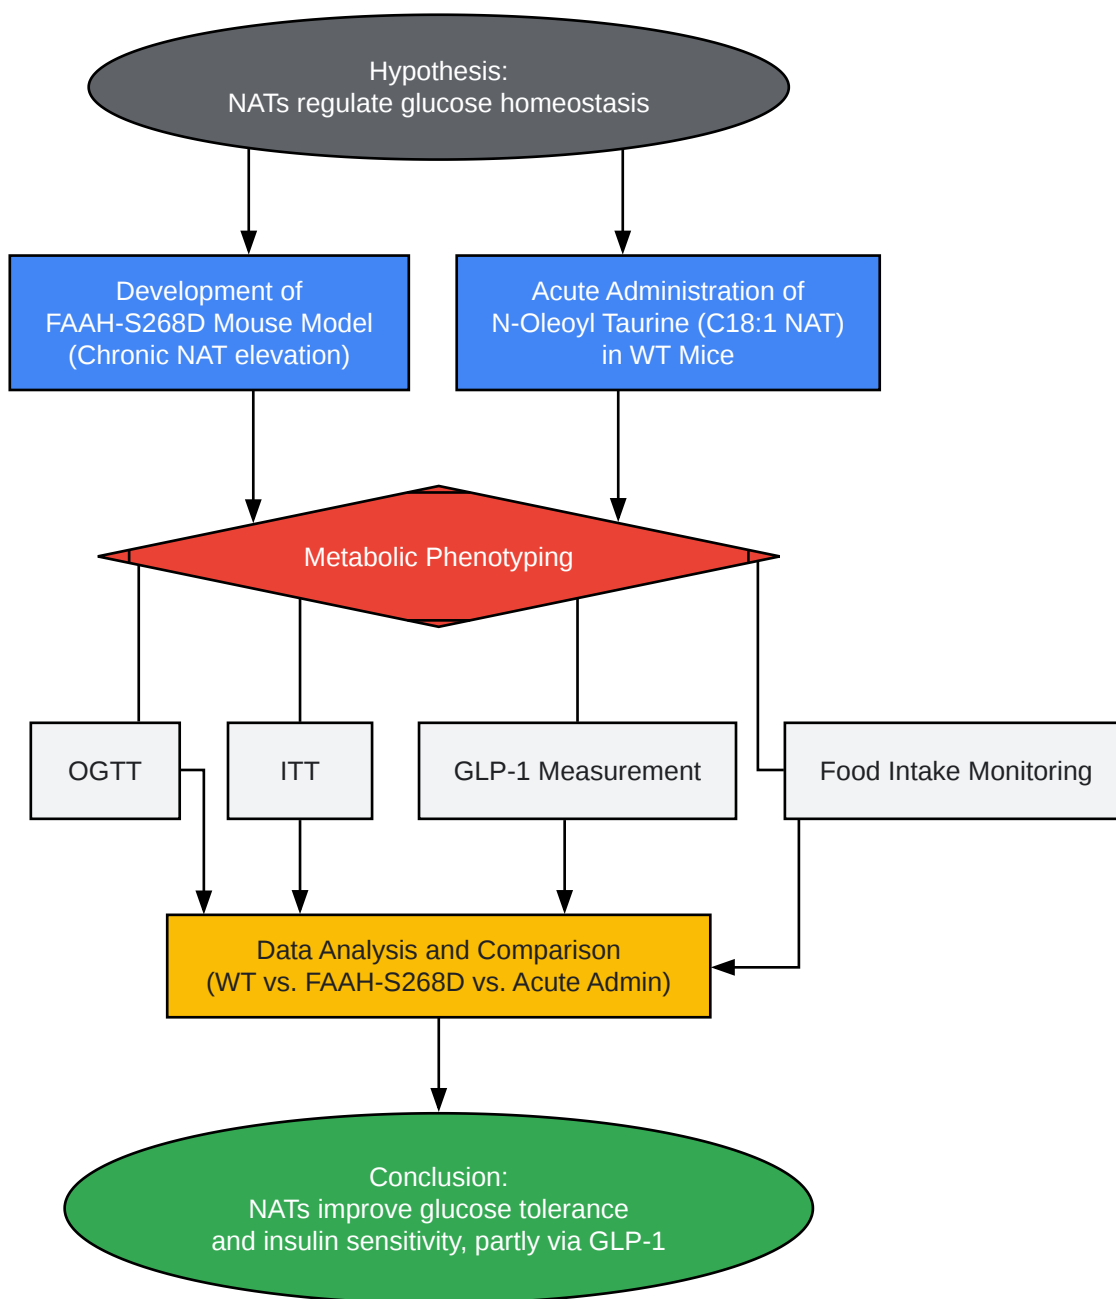 Hypothesis:
NATs regulate glucose homeostasis
Development of
FAAH-S268D Mouse Model
(Chronic NAT elevation)
Acute Administration of
N-Oleoyl Taurine (C18:1 NAT)
in WT Mice
Metabolic Phenotyping
OGTT
ITT
GLP-1 Measurement
Food Intake Monitoring
Data Analysis and Comparison
(WT vs. FAAH-S268D vs. Acute Admin)
Conclusion:
NATs improve glucose tolerance
and insulin sensitivity, partly via GLP-1